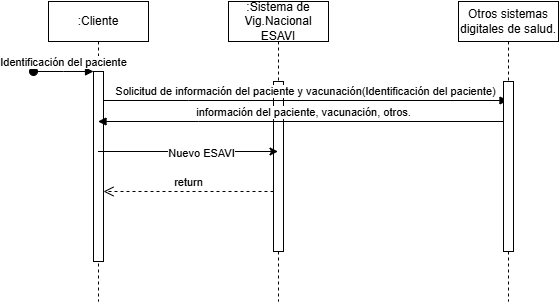 :Cliente
:Sistema de
Vig.Nacional
ESAVI
Otros sistemas
digitales de salud.
Identificación del paciente
Solicitud de información del paciente y vacunación(Identificación del paciente)
información del paciente, vacunación, otros.
Nuevo ESAVI
return